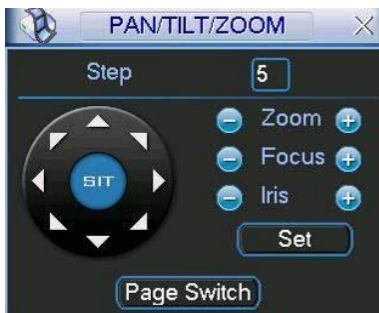 PAN/TILT/ZOOM
Step 5
Zoom
Focus
SIT
Iris
Set
Page Switch